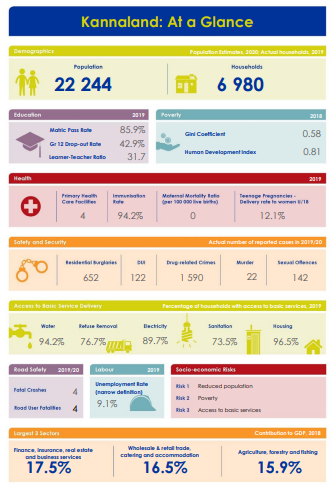 Kannaland: At a Glance
Demographics Population Estimates, 2020, Actual households, 2019
Population Households
22 244 6 980
Education 2019
Matric Pass Rate 85.9%
Gr 12 Drop-out Rate 42.9%
Learner-Teacher Ratio 31.7
Poverty 2018
Gini Coefficient 0.58
Human Development Index 0.81
Health 2019
Primary Health
Care Facilities
4
Immunisation
Rate
94.2%
Maternal Mortality Ratio
(per 100 000 live births)
0
Teenage Pregnancies -
Delivery rate to women U/18
12.1%
Safety and Security Actual number of reported cases in 2019/20
Residential Burglaries DUI Drug-related Crimes Murder Sexual Offences
652 122 1 590 22 142
Access to Basic Service Delivery Percentage of households with access to basic services, 2019
Water Refuse Removal Electricity Sanitation Housing
94.2% 76.7% 89.7% 73.5% 96.5%
Road Safety 2019/20
Fatal Crashes 4
Road User Fatalities 4
Labour 2019
Unemployment Rate
(narrow definition)
9.1%
Socio-economic Risks
Risk 1 Reduced population
Risk 2 Poverty
Risk 3 Access to basic services
Largest 3 Sectors Contribution to GDP, 2018
Finance, insurance, real estate
and business services
17.5%
Wholesale & retail trade,
catering and accommodation
16.5%
Agriculture, forestry and fishing
15.9%